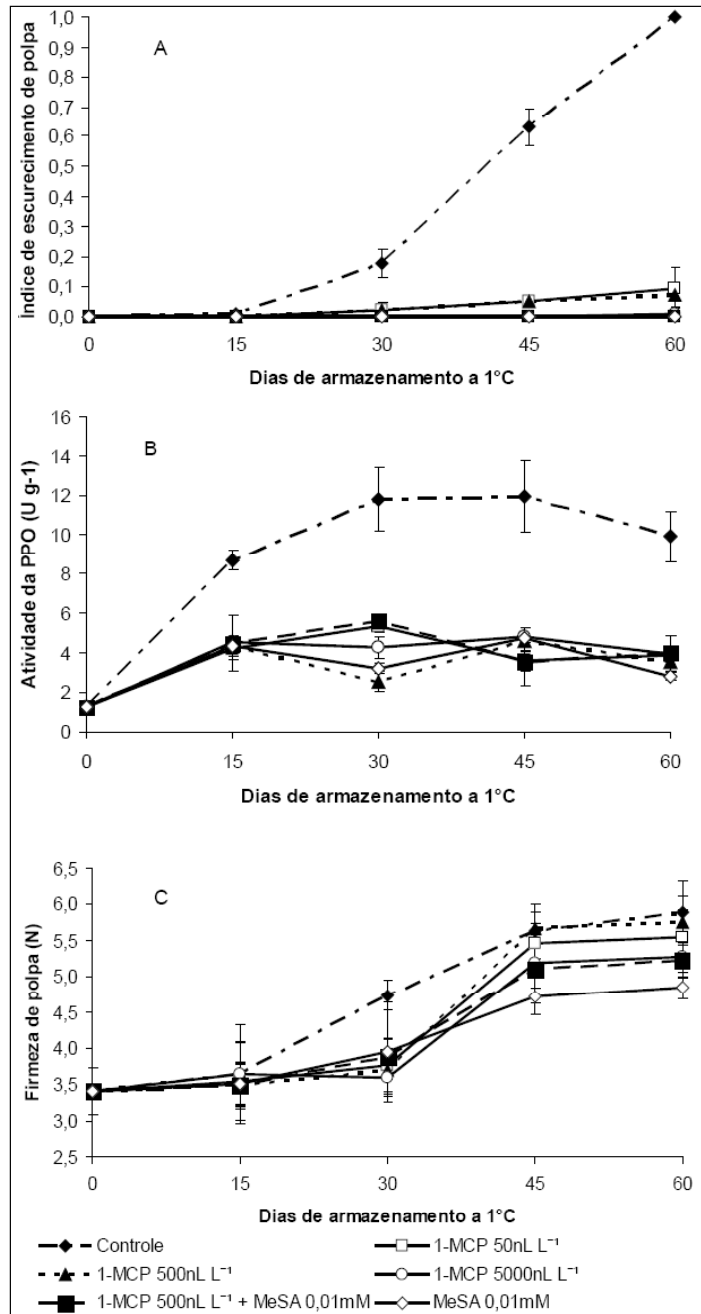 A
Índice de escurecimento de polpa
1,0
1,0
0,9
0,8
0,7
0,6
0,5
0,4
0,3
0,2
0,1
0,0
0 15 30 45 60
Dias de armazenamento a 1°C
B
Atividade da PPO (U g-1)
16
14
12
10
8
6
4
2
0
0 15 30 45 60
Dias de armazenamento a 1°C
C
Firmeza de polpa (N)
6,5
6,0
5,5
5,0
4,5
4,0
3,5
3,0
2,5
0 15 30 45 60
Dias de armazenamento a 1°C
Controle
1-MCP 50nL L⁻¹
1-MCP 500nL L⁻¹
1-MCP 5000nL L⁻¹
1-MCP 500nL L⁻¹ + MeSA 0,01mM
MeSA 0,01mM